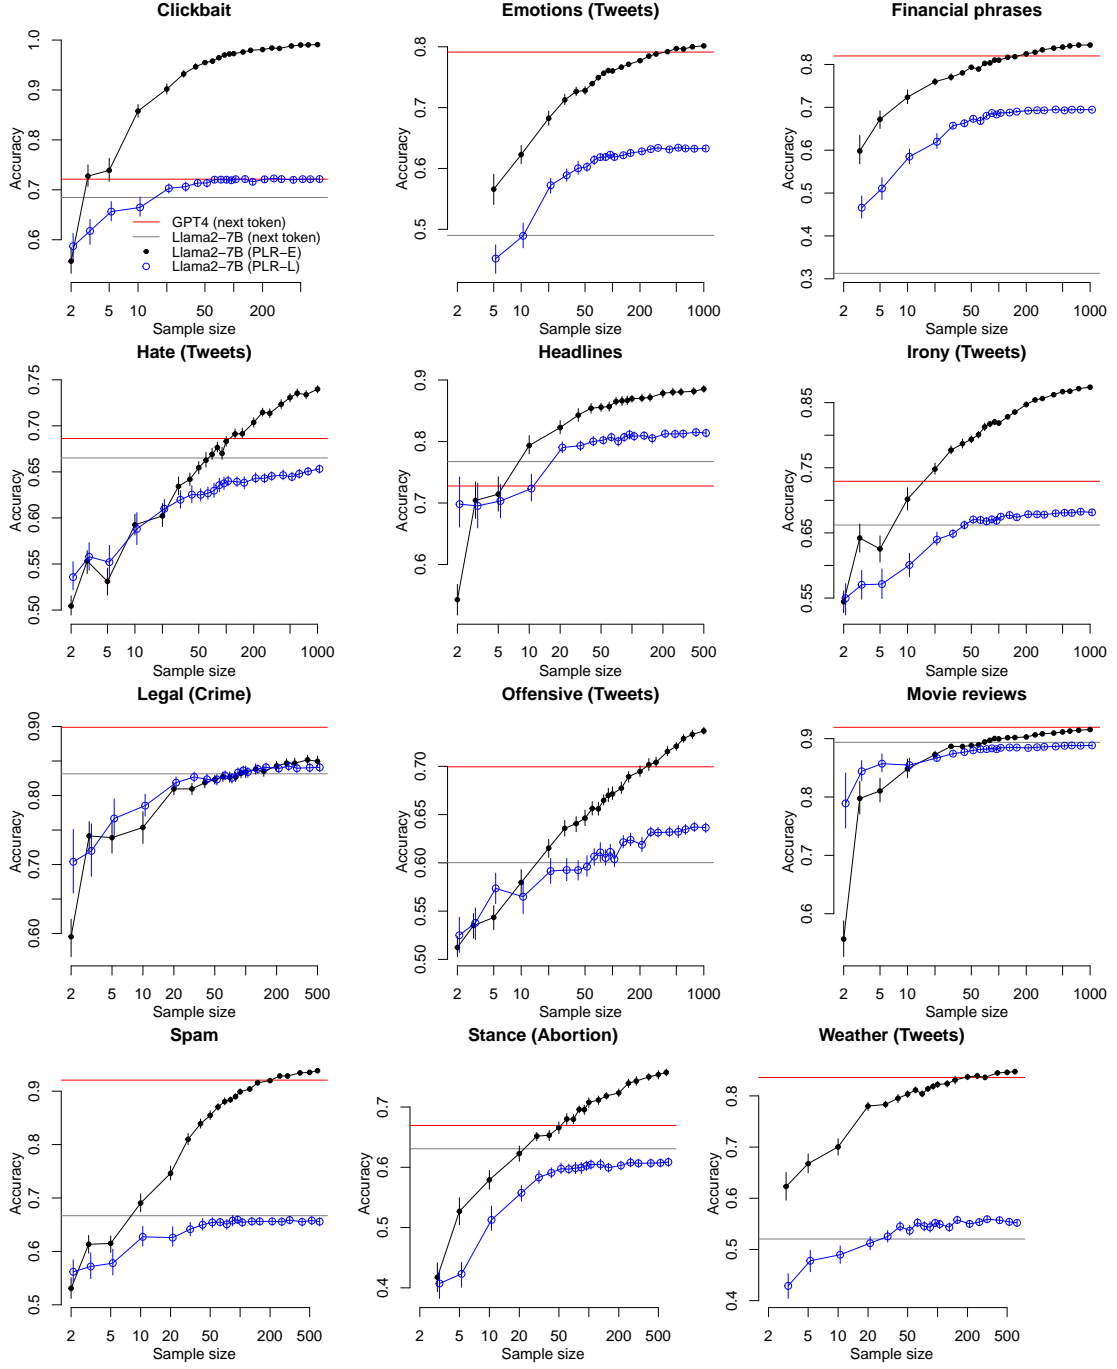 Clickbait
Accuracy
1.0
0.9
0.8
0.7
0.6
GPT4 (next token)
Llama2−7B (next token)
Llama2−7B (PLR−E)
Llama2−7B (PLR−L)
2 5 10 50 200
Sample size
Emotions (Tweets)
Accuracy
0.8
0.7
0.6
0.5
2 5 10 50 200 1000
Sample size
Financial phrases
Accuracy
0.8
0.7
0.6
0.5
0.4
0.3
2 5 10 50 200 1000
Sample size
Hate (Tweets)
Accuracy
0.75
0.70
0.65
0.60
0.55
0.50
2 5 10 50 200 1000
Sample size
Headlines
Accuracy
0.9
0.8
0.7
0.6
2 5 10 20 50 200 500
Sample size
Irony (Tweets)
Accuracy
0.85
0.75
0.65
0.55
2 5 10 50 200 1000
Sample size
Legal (Crime)
Accuracy
0.90
0.80
0.70
0.60
2 5 10 20 50 200 500
Sample size
Offensive (Tweets)
Accuracy
0.70
0.65
0.60
0.55
0.50
2 5 10 50 200 1000
Sample size
Movie reviews
Accuracy
0.9
0.8
0.6
2 5 10 50 200 1000
Sample size
Spam
Accuracy
0.9
0.8
0.7
0.6
0.5
2 5 10 20 50 200 500
Sample size
Stance (Abortion)
Accuracy
0.7
0.6
0.5
0.4
2 5 10 20 50 200 500
Sample size
Weather (Tweets)
Accuracy
0.8
0.7
0.6
0.5
0.4
2 5 10 20 50 200 500
Sample size